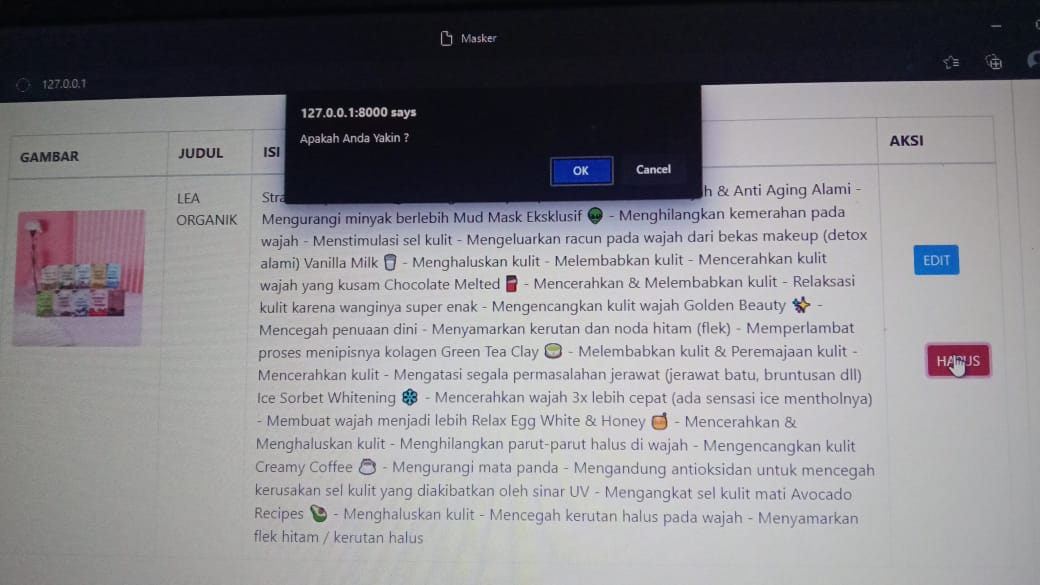 Masker
127.0.0.1
127.0.0.1:8000 says
Apakah Anda Yakin ?
OK
Cancel
GAMBAR
JUDUL
ISI
AKSI
LEA
ORGANIK
h & Anti Aging Alami -
Mengurangi minyak berlebih Mud Mask Eksklusif 👽 - Menghilangkan kemerahan pada
wajah - Menstimulasi sel kulit - Mengeluarkan racun pada wajah dari bekas makeup (detox
alami) Vanilla Milk 🥛 - Menghaluskan kulit - Melembabkan kulit - Mencerahkan kulit
wajah yang kusam Chocolate Melted 🍫 - Mencerahkan & Melembabkan kulit - Relaksasi
kulit karena wanginya super enak - Mengencangkan kulit wajah Golden Beauty ✨ -
Mencegah penuaan dini - Menyamarkan kerutan dan noda hitam (flek) - Memperlambat
proses menipisnya kolagen Green Tea Clay 🍵 - Melembabkan kulit & Peremajaan kulit -
Mencerahkan kulit - Mengatasi segala permasalahan jerawat (jerawat batu, bruntusan dll)
Ice Sorbet Whitening ❄ - Mencerahkan wajah 3x lebih cepat (ada sensasi ice mentholnya)
- Membuat wajah menjadi lebih Relax Egg White & Honey 🍯 - Mencerahkan &
Menghaluskan kulit - Menghilangkan parut-parut halus di wajah - Mengencangkan kulit
Creamy Coffee ☕ - Mengurangi mata panda - Mengandung antioksidan untuk mencegah
kerusakan sel kulit yang diakibatkan oleh sinar UV - Mengangkat sel kulit mati Avocado
Recipes 🥑 - Menghaluskan kulit - Mencegah kerutan halus pada wajah - Menyamarkan
flek hitam / kerutan halus
EDIT